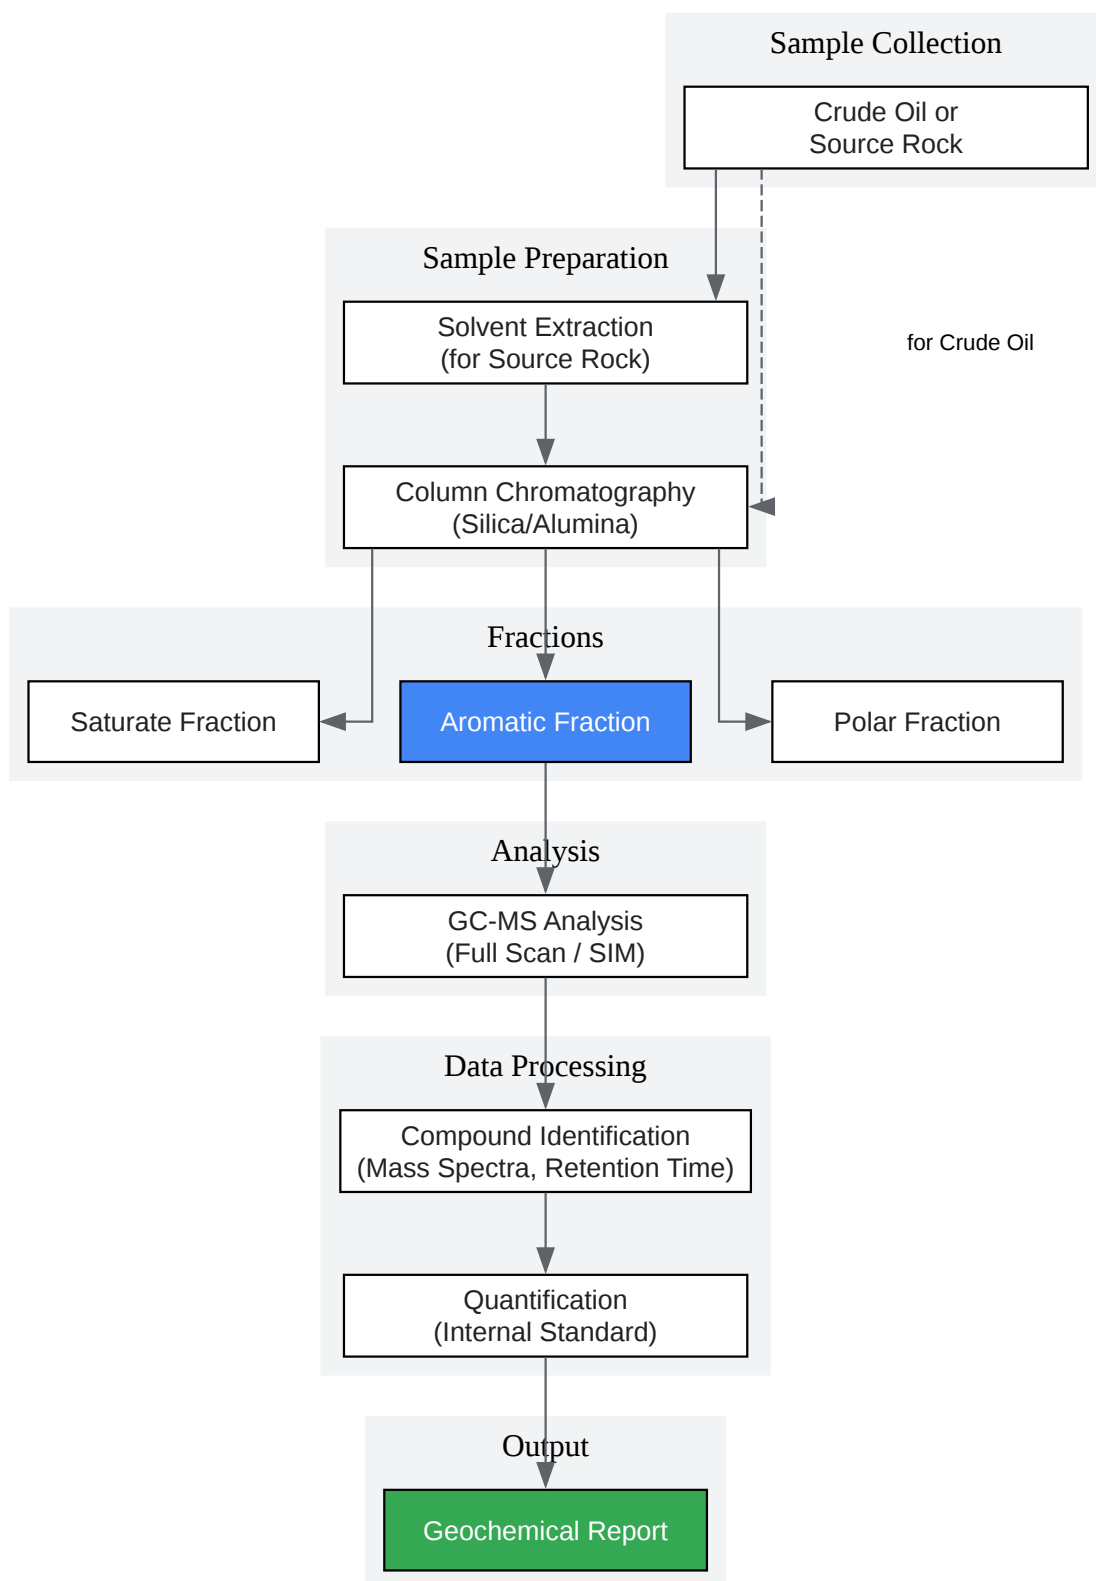 Sample Collection
Crude Oil or
Source Rock
Sample Preparation
Solvent Extraction
(for Source Rock)
for Crude Oil
Column Chromatography
(Silica/Alumina)
Fractions
Saturate Fraction
Aromatic Fraction
Polar Fraction
Analysis
GC-MS Analysis
(Full Scan / SIM)
Data Processing
Compound Identification
(Mass Spectra, Retention Time)
Quantification
(Internal Standard)
Output
Geochemical Report